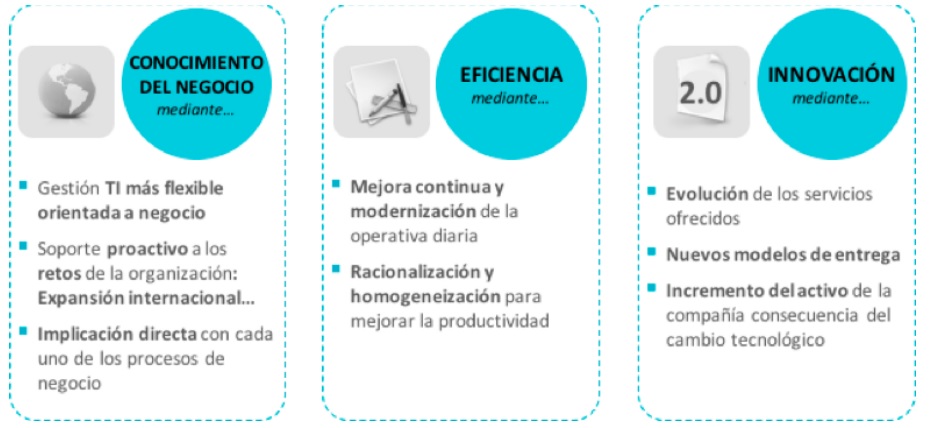 CONOCIMIENTO
DEL NEGOCIO
mediante...
Gestión TI más flexible
orientada a negocio
Soporte proactivo a los
retos de la organización:
Expansión internacional...
Implicación directa con cada
uno de los procesos de
negocio
EFICIENCIA
mediante...
Mejora continua y
modernización de la
operativa diaria
Racionalización y
homogeneización para
mejorar la productividad
2.0
INNOVACIÓN
mediante...
Evolución de los servicios
ofrecidos
Nuevos modelos de entrega
Incremento del activo de la
compañía consecuencia del
cambio tecnológico